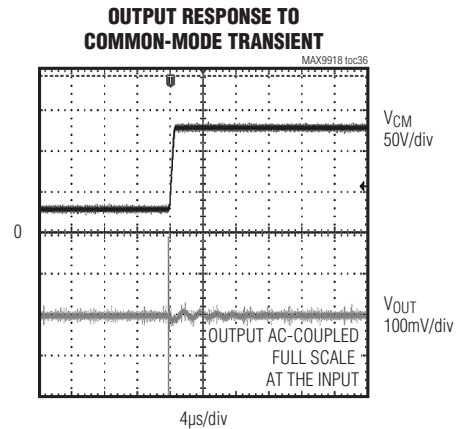 OUTPUT RESPONSE TO
COMMON-MODE TRANSIENT
MAX9918 toc36
VCM
50V/div
0
VOUT
100mV/div
OUTPUT AC-COUPLED
FULL SCALE
AT THE INPUT
4µs/div